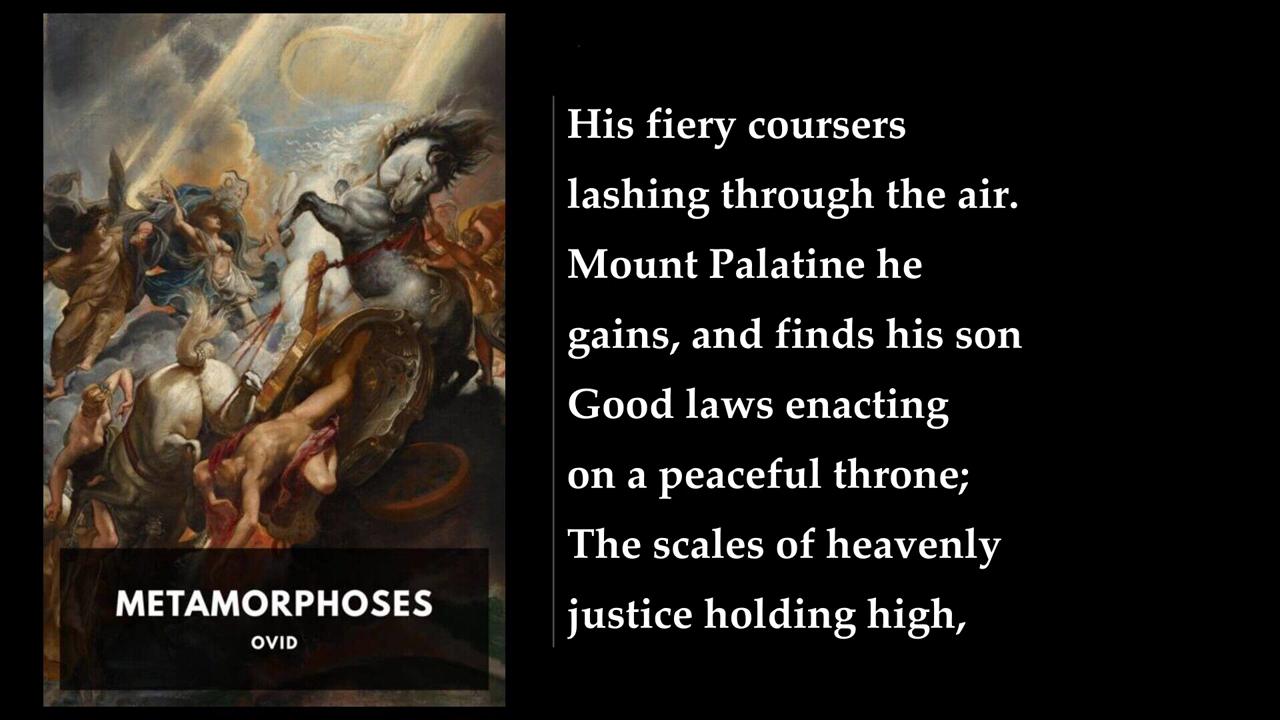 METAMORPHOSES
OVID
His fiery coursers
lashing through the air.
Mount Palatine he
gains, and finds his son
Good laws enacting
on a peaceful throne;
The scales of heavenly
justice holding high,